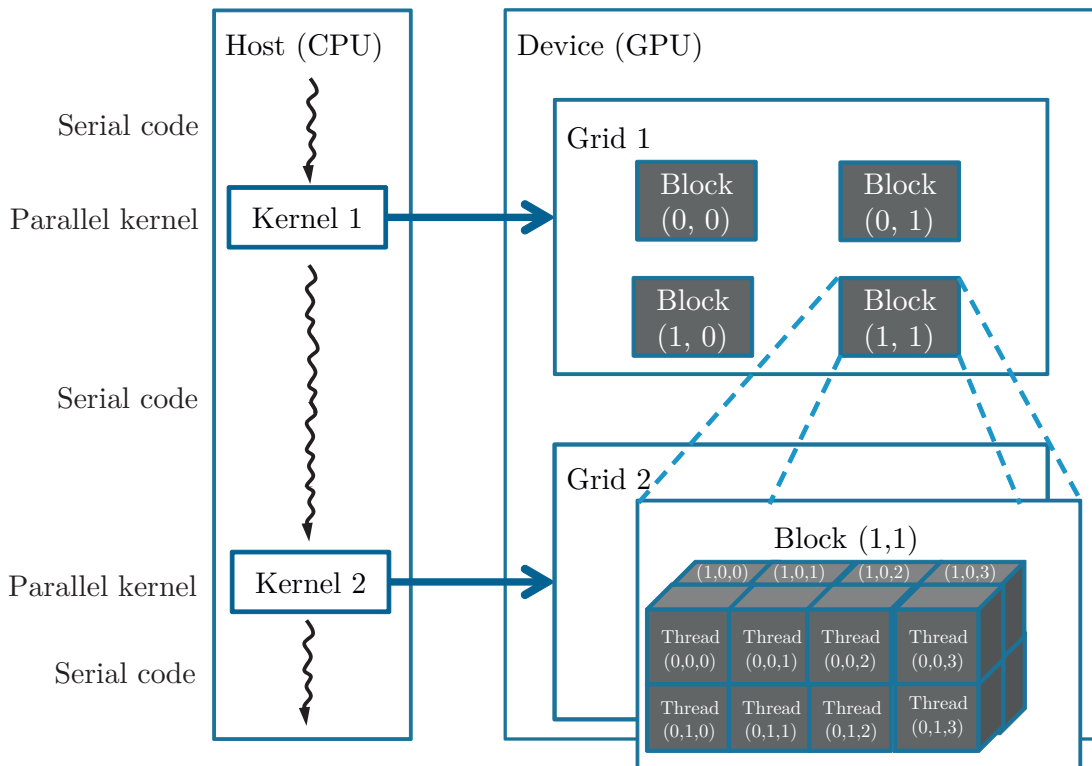 Host (CPU)
Device (GPU)
Serial code
Grid 1
Block
(0, 0)
Block
(0, 1)
Parallel kernel
Kernel 1
Block
(1, 0)
Block
(1, 1)
Serial code
Grid 2
Block (1,1)
Parallel kernel
Kernel 2
(1,0,0)
(1,0,1)
(1,0,2)
(1,0,3)
Thread
(0,0,0)
Thread
(0,0,1)
Thread
(0,0,2)
Thread
(0,0,3)
Serial code
Thread
(0,1,0)
Thread
(0,1,1)
Thread
(0,1,2)
Thread
(0,1,3)